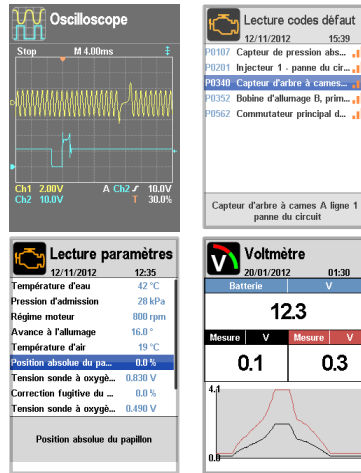 Oscilloscope
Stop M 4.00ms
Ch1 2.00V A Ch2 10.0V
Ch2 10.0V T 30.0%
Lecture codes défaut
12/11/2012 15:39
P0107 Capteur de pression abs...
P0201 Injecteur 1 - panne du cir...
P0340 Capteur d'arbre à cames...
P0352 Bobine d'allumage B, prim...
P0562 Commutateur principal d...
Capteur d'arbre à cames A ligne 1
panne du circuit
Lecture paramètres
12/11/2012 12:35
Température d'eau 42 °C
Pression d'admission 28 kPa
Régime moteur 800 rpm
Avance à l'allumage 16.0 °
Température d'air 19 °C
Position absolue du pa... 0.0 %
Tension sonde à oxygè... 0.830 V
Correction fugitive du ... 0.0 %
Tension sonde à oxygè... 0.490 V
Position absolue du papillon
V
Voltmètre
20/01/2012 01:30
Batterie V
12.3
Mesure V Mesure V
0.1 0.3
4.1
0.0